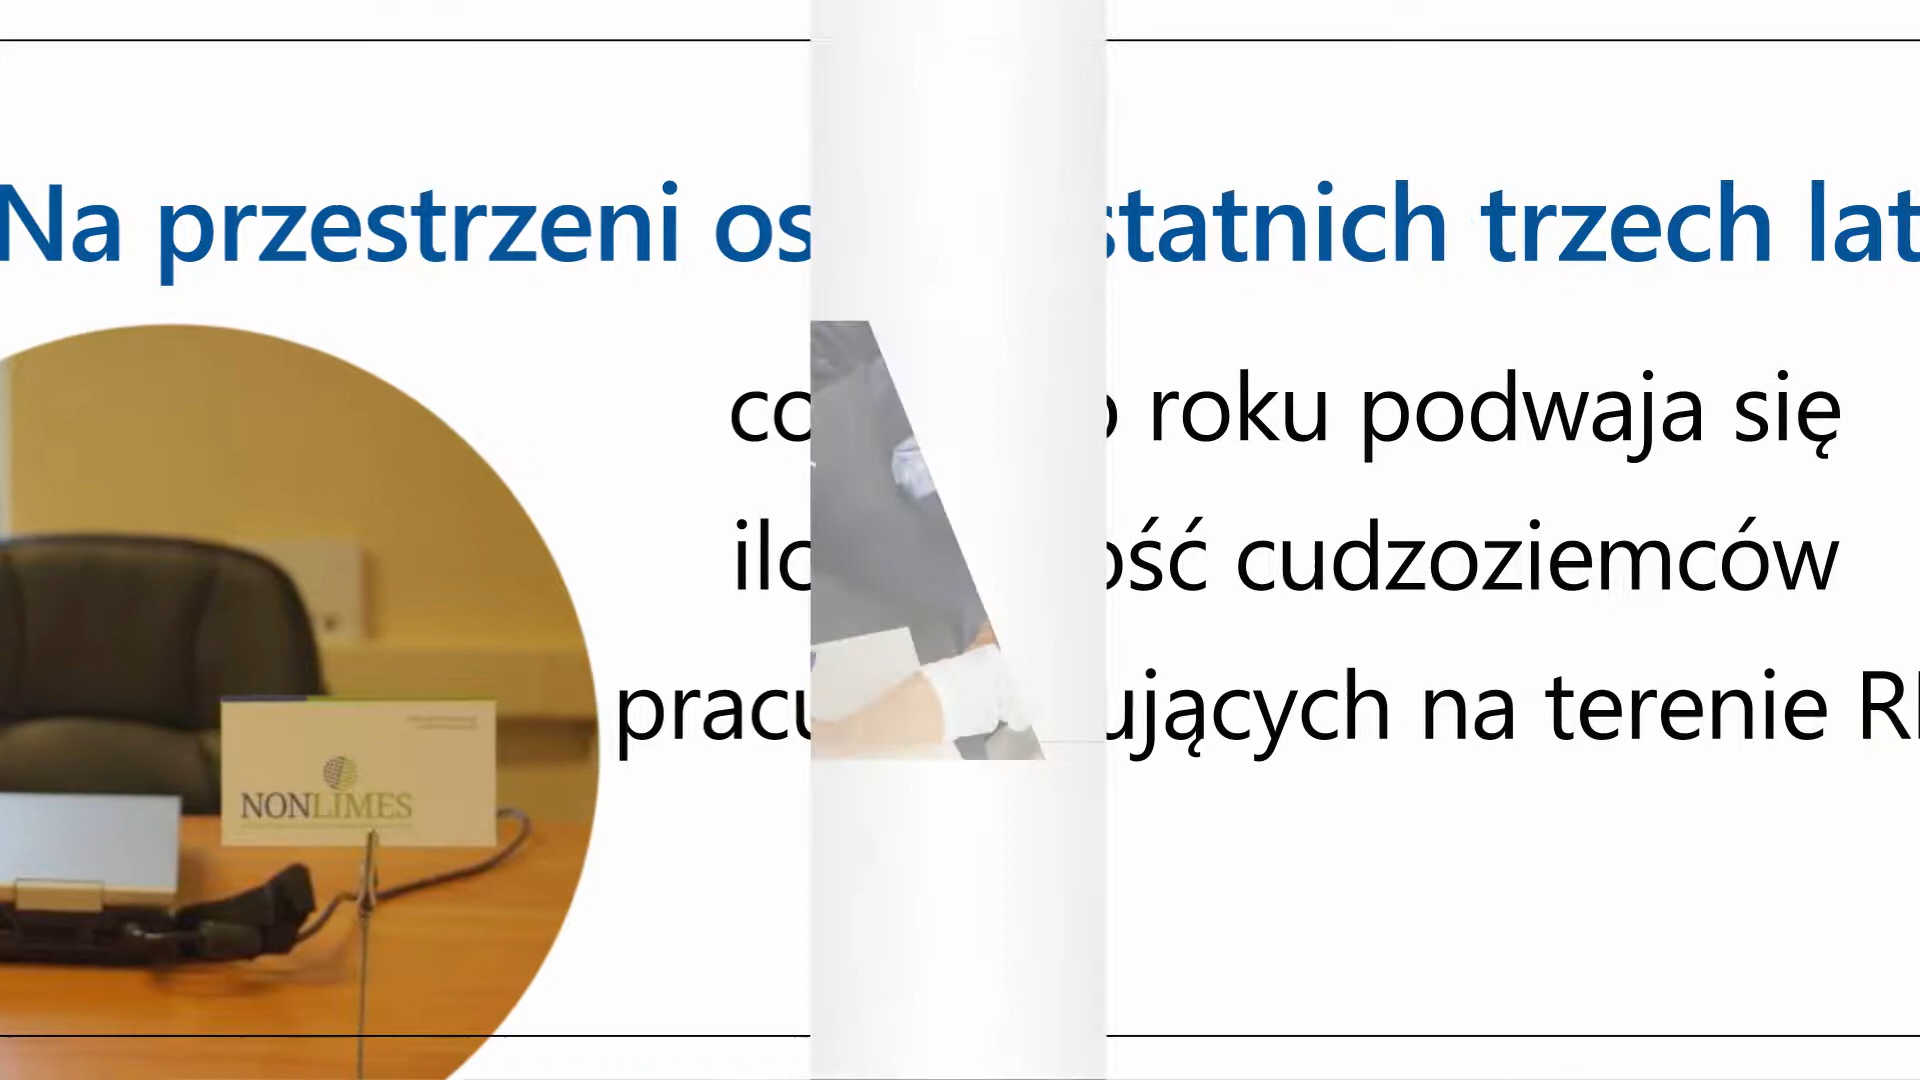 Na przestrzeni os statnich trzech lat
co o roku podwaja się
ilo ość cudzoziemców
pracu ujących na terenie R
NONLIMES